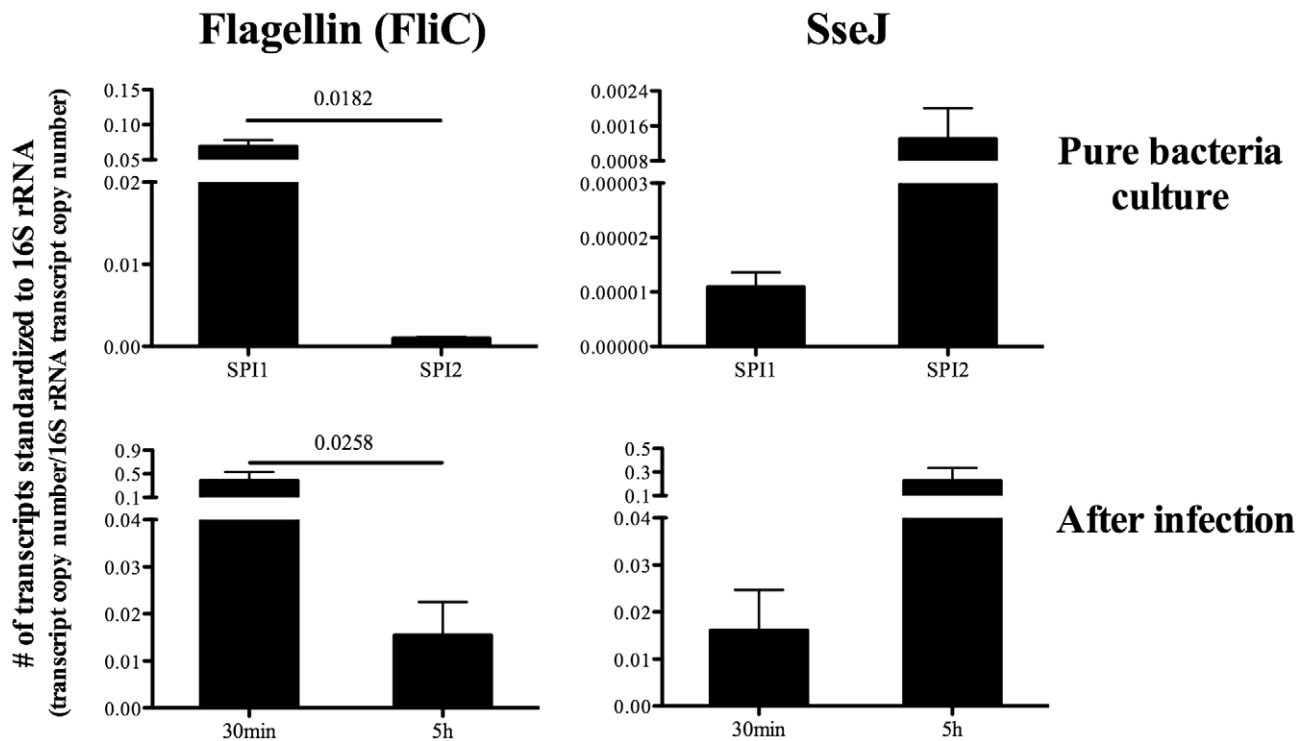 Flagellin (FliC)
SseJ
# of transcripts standardized to 16S rRNA
(transcript copy number/16S rRNA transcript copy number)
0.15
0.10
0.05
0.02
0.01
0.00
0.0182
SPI1
SPI2
0.0024
0.0016
0.0008
0.00003
0.00002
0.00001
0.00000
SPI1
SPI2
Pure bacteria
culture
0.9
0.5
0.1
0.04
0.03
0.02
0.01
0.00
0.0258
30min
5h
0.5
0.3
0.1
0.04
0.03
0.02
0.01
0.00
30min
5h
After infection